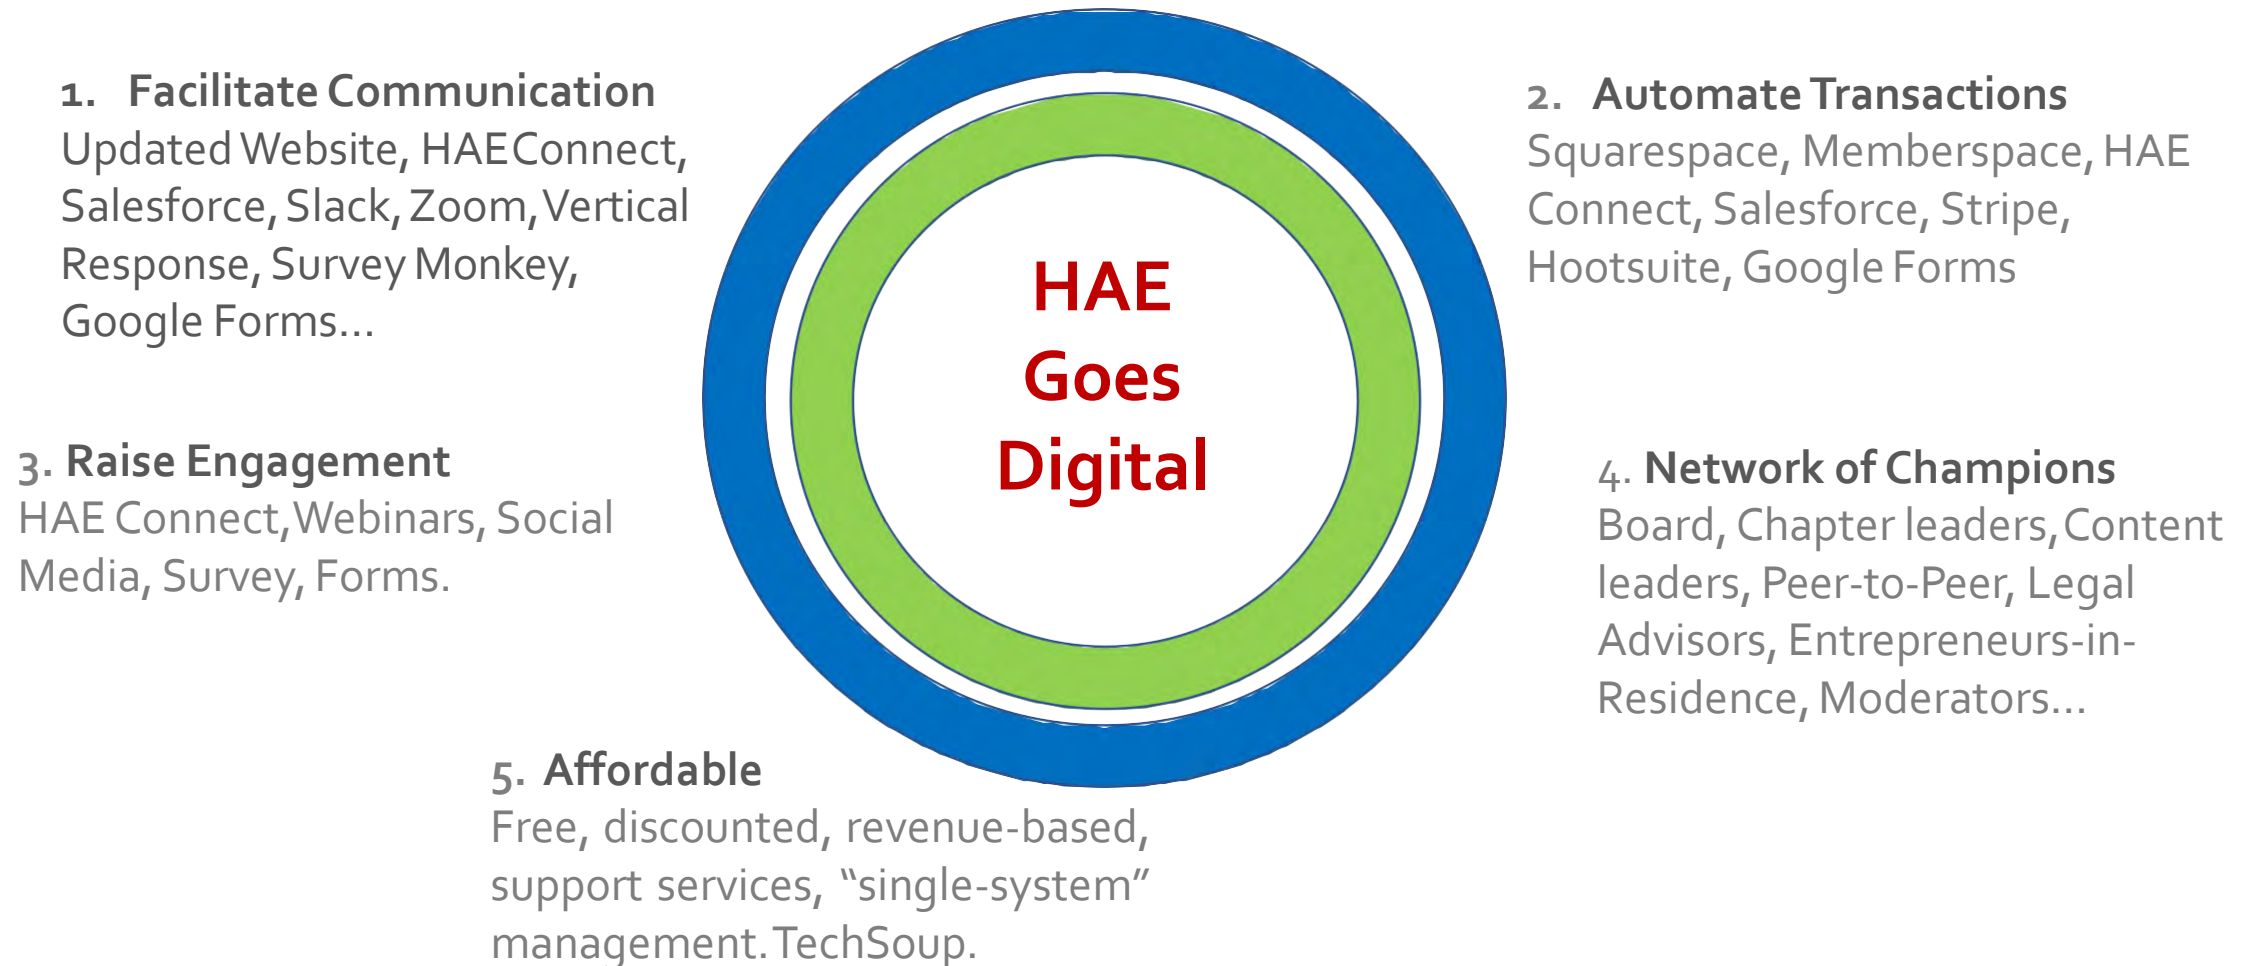 1. Facilitate Communication
Updated Website, HAEConnect,
Salesforce, Slack, Zoom, Vertical
Response, Survey Monkey,
Google Forms...
2. Automate Transactions
Squarespace, Memberspace, HAE
Connect, Salesforce, Stripe,
Hootsuite, Google Forms
HAE
Goes
Digital
3. Raise Engagement
HAE Connect, Webinars, Social
Media, Survey, Forms.
4. Network of Champions
Board, Chapter leaders, Content
leaders, Peer-to-Peer, Legal
Advisors, Entrepreneurs-in-
Residence, Moderators...
5. Affordable
Free, discounted, revenue-based,
support services, “single-system”
management. TechSoup.